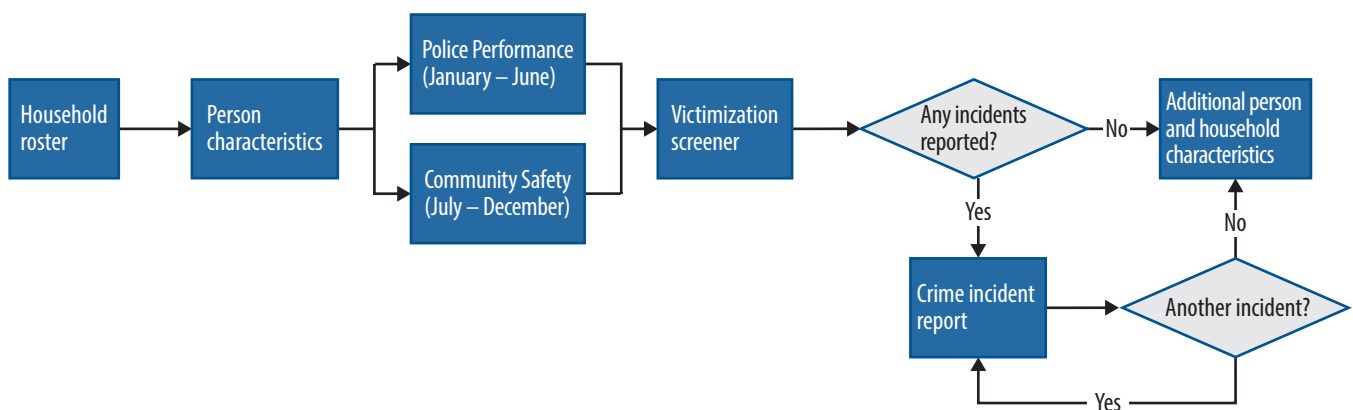 Household
roster
Person
characteristics
Police Performance
(January – June)
Community Safety
(July – December)
Victimization
screener
Any incidents
reported?
No
Additional person
and household
characteristics
Yes
Crime incident
report
Another incident?
No
Yes